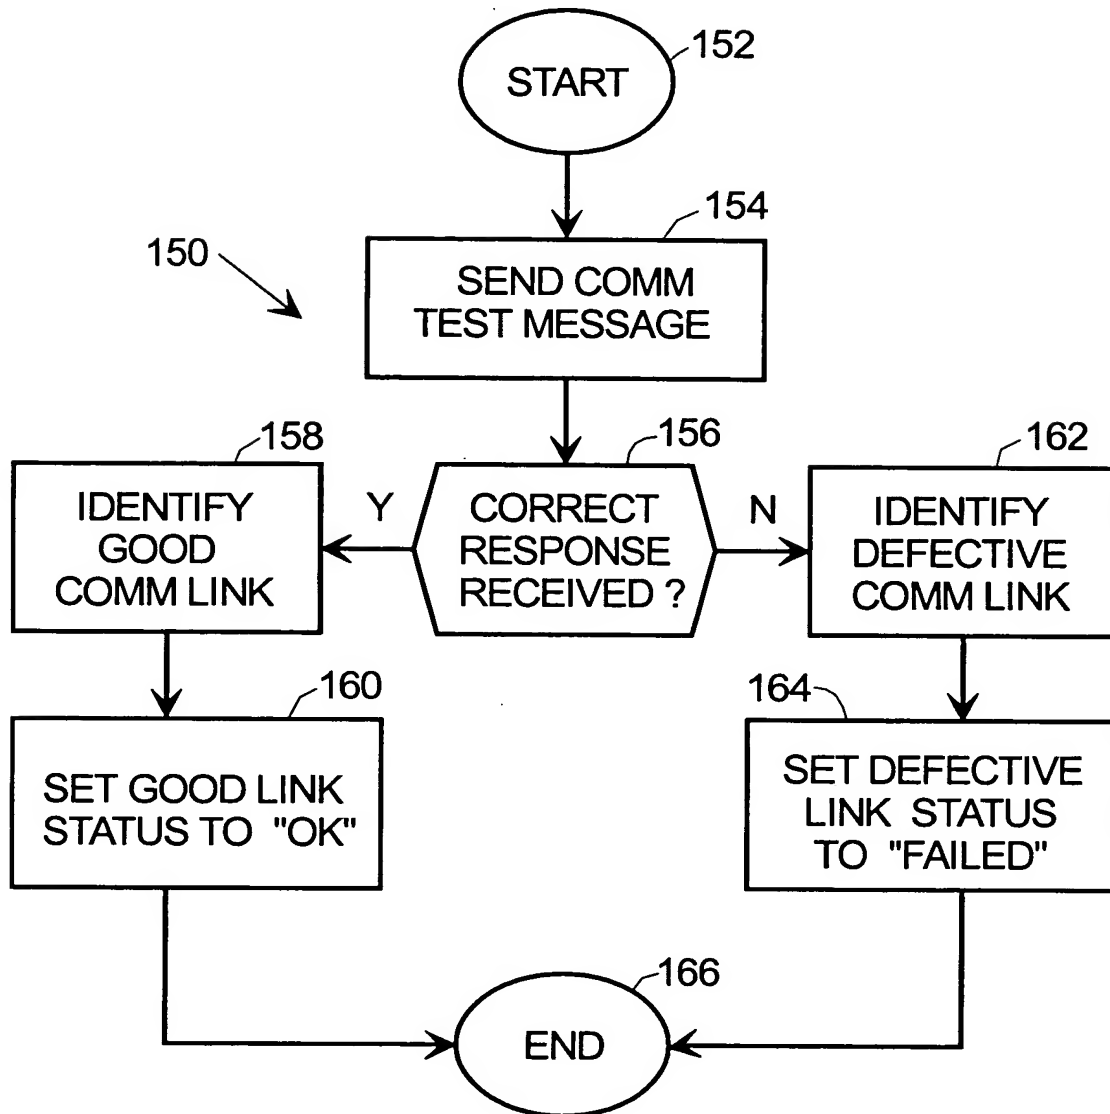 152
START
154
150
SEND COMM
TEST MESSAGE
158
156
162
IDENTIFY
GOOD
COMM LINK
Y
CORRECT
RESPONSE
RECEIVED ?
N
IDENTIFY
DEFECTIVE
COMM LINK
160
164
SET GOOD LINK
STATUS TO "OK"
SET DEFECTIVE
LINK STATUS
TO "FAILED"
166
END